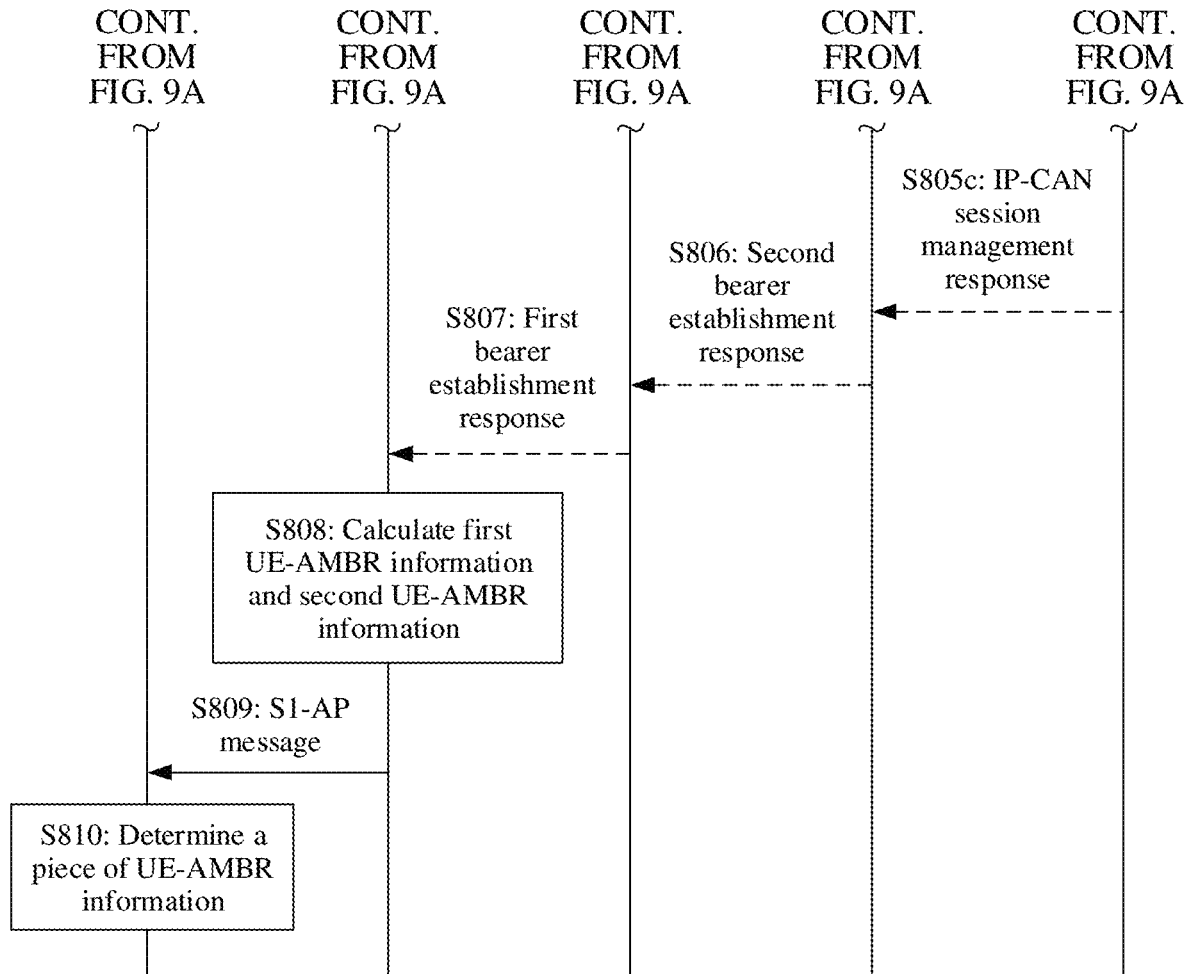 CONT.
FROM
FIG. 9A
CONT.
FROM
FIG. 9A
CONT.
FROM
FIG. 9A
CONT.
FROM
FIG. 9A
CONT.
FROM
FIG. 9A
S805c: IP-CAN
session
management
response
S806: Second
bearer
establishment
response
S807: First
bearer
establishment
response
S808: Calculate first
UE-AMBR information
and second UE-AMBR
information
S809: S1-AP
message
S810: Determine a
piece of UE-AMBR
information